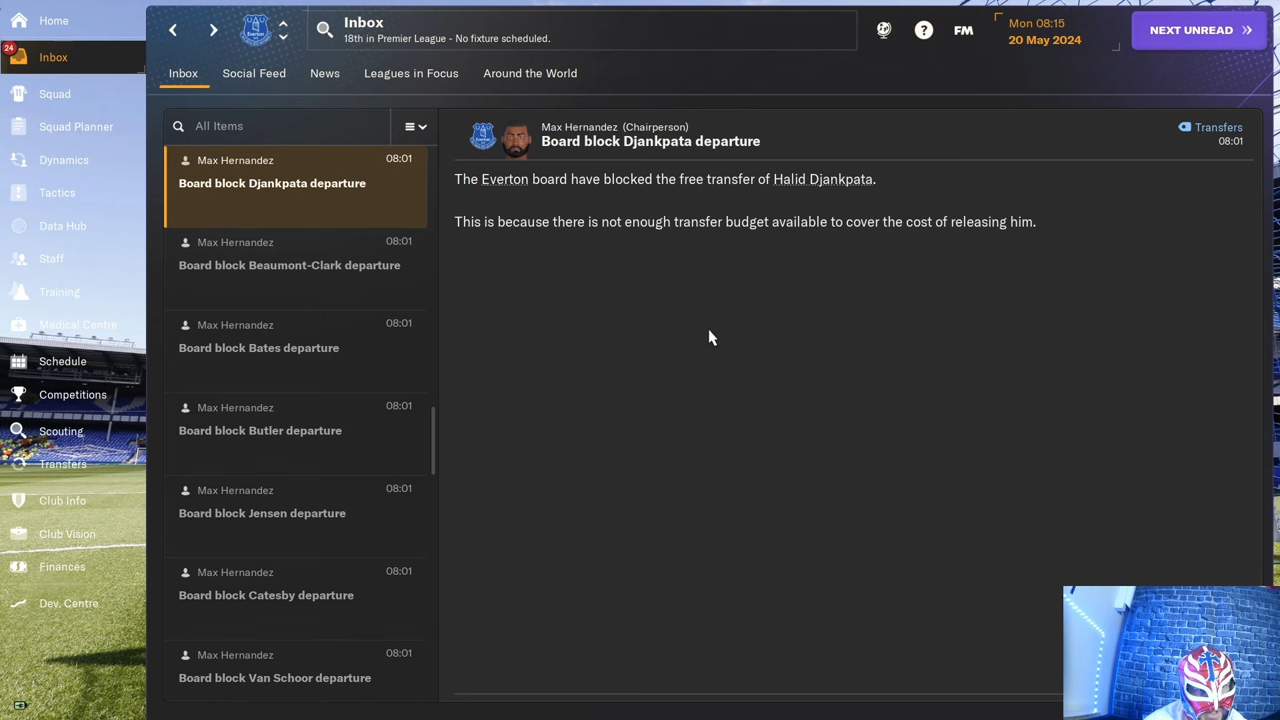 Home
24
Inbox
Squad
Squad Planner
Dynamics
Tactics
Data Hub
Staff
Training
Medical Centre
Schedule
Competitions
Scouting
Transfers
Club Info
Club Vision
Finances
Dev. Centre
Everton
Inbox
18th in Premier League - No fixture scheduled.
?
FM
Mon 08:15
20 May 2024
NEXT UNREAD
Inbox Social Feed News Leagues in Focus Around the World
All Items
Max Hernandez 08:01
Board block Djankpata departure
Max Hernandez 08:01
Board block Beaumont-Clark departure
Max Hernandez 08:01
Board block Bates departure
Max Hernandez 08:01
Board block Butler departure
Max Hernandez 08:01
Board block Jensen departure
Max Hernandez 08:01
Board block Catesby departure
Max Hernandez 08:01
Board block Van Schoor departure
Max Hernandez (Chairperson)
Board block Djankpata departure
Transfers
08:01
The Everton board have blocked the free transfer of Halid Djankpata.
This is because there is not enough transfer budget available to cover the cost of releasing him.